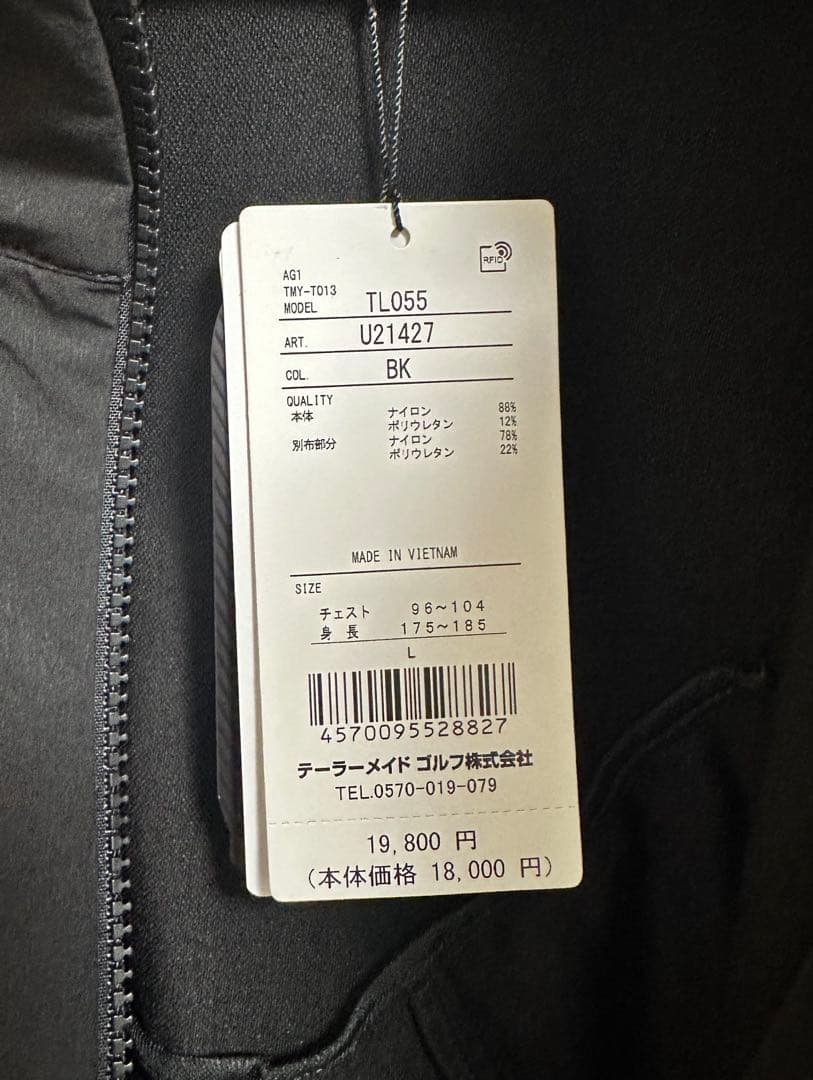 RFID
AG1
TMY-T013
MODEL TL055
ART. U21427
COL. BK
QUALITY
本体 ナイロン 88%
ポリウレタン 12%
別布部分 ナイロン 78%
ポリウレタン 22%
MADE IN VIETNAM
SIZE
チェスト 96～104
身長 175～185
L
4570095528827
テーラーメイド ゴルフ株式会社
TEL.0570-019-079
19,800 円
(本体価格 18,000 円)